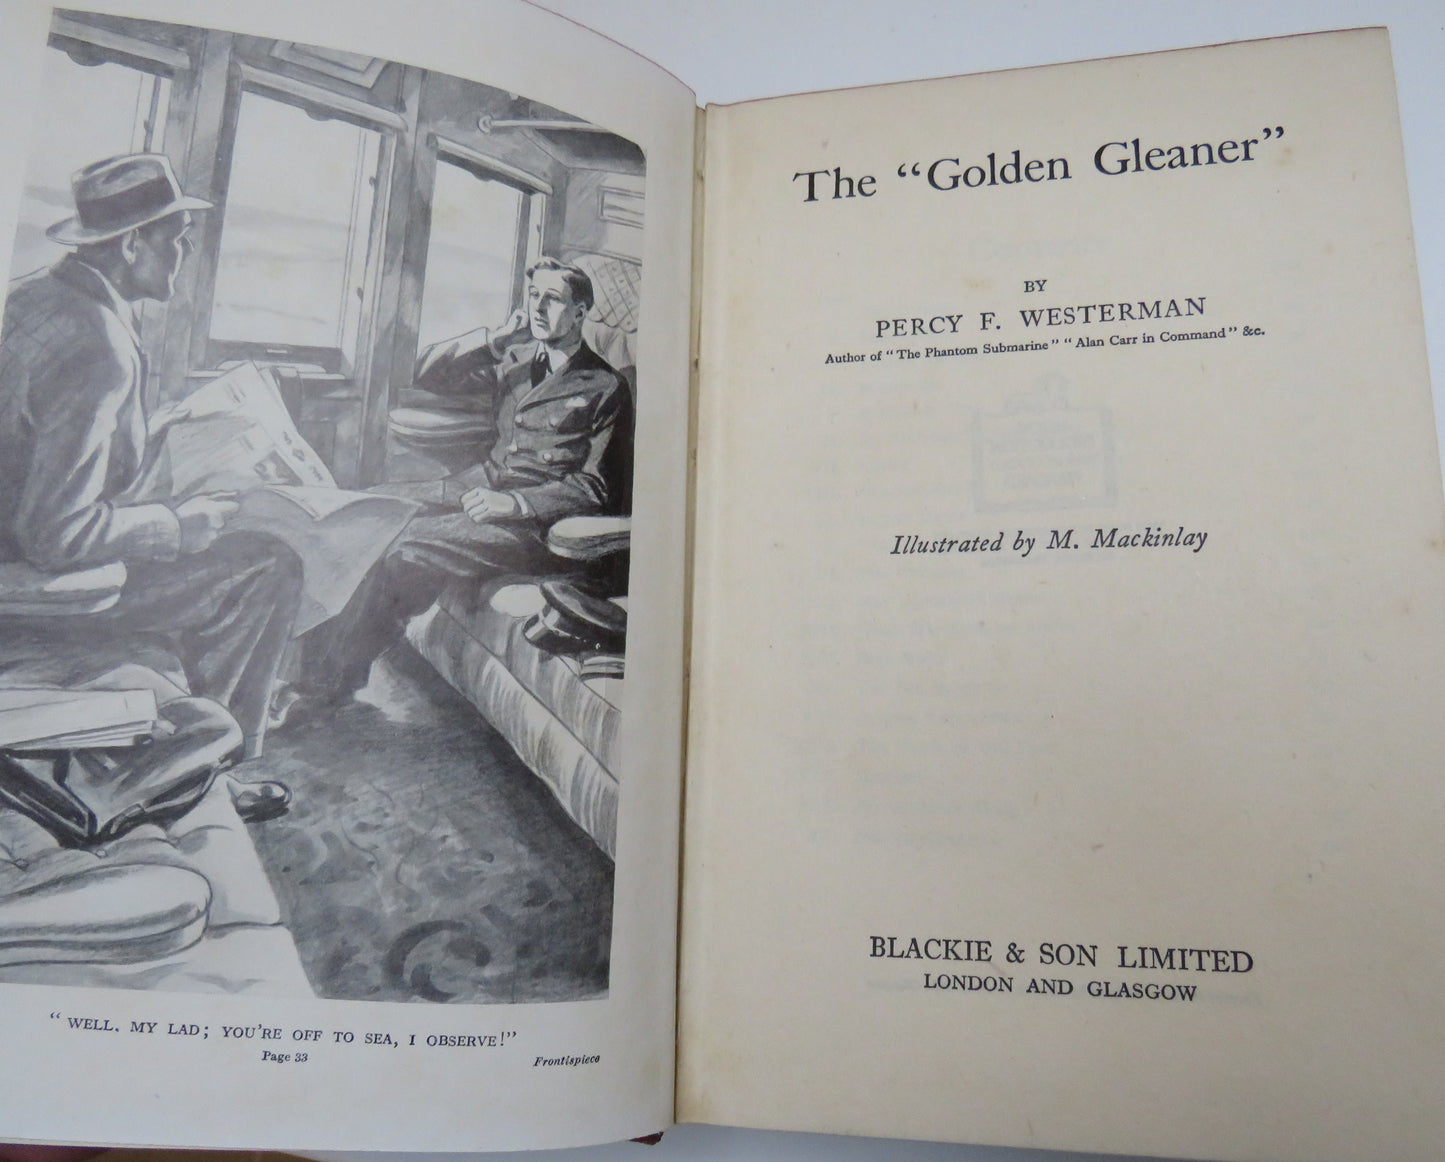 “ WELL. MY LAD; YOU’RE OFF TO SEA, I OBSERVE!”
Page 33
Frontispiece
The “Golden Gleaner”
BY
PERCY F. WESTERMAN
Author of “The Phantom Submarine” “Alan Carr in Command” &c.
Illustrated by M. Mackinlay
BLACKIE & SON LIMITED
LONDON AND GLASGOW